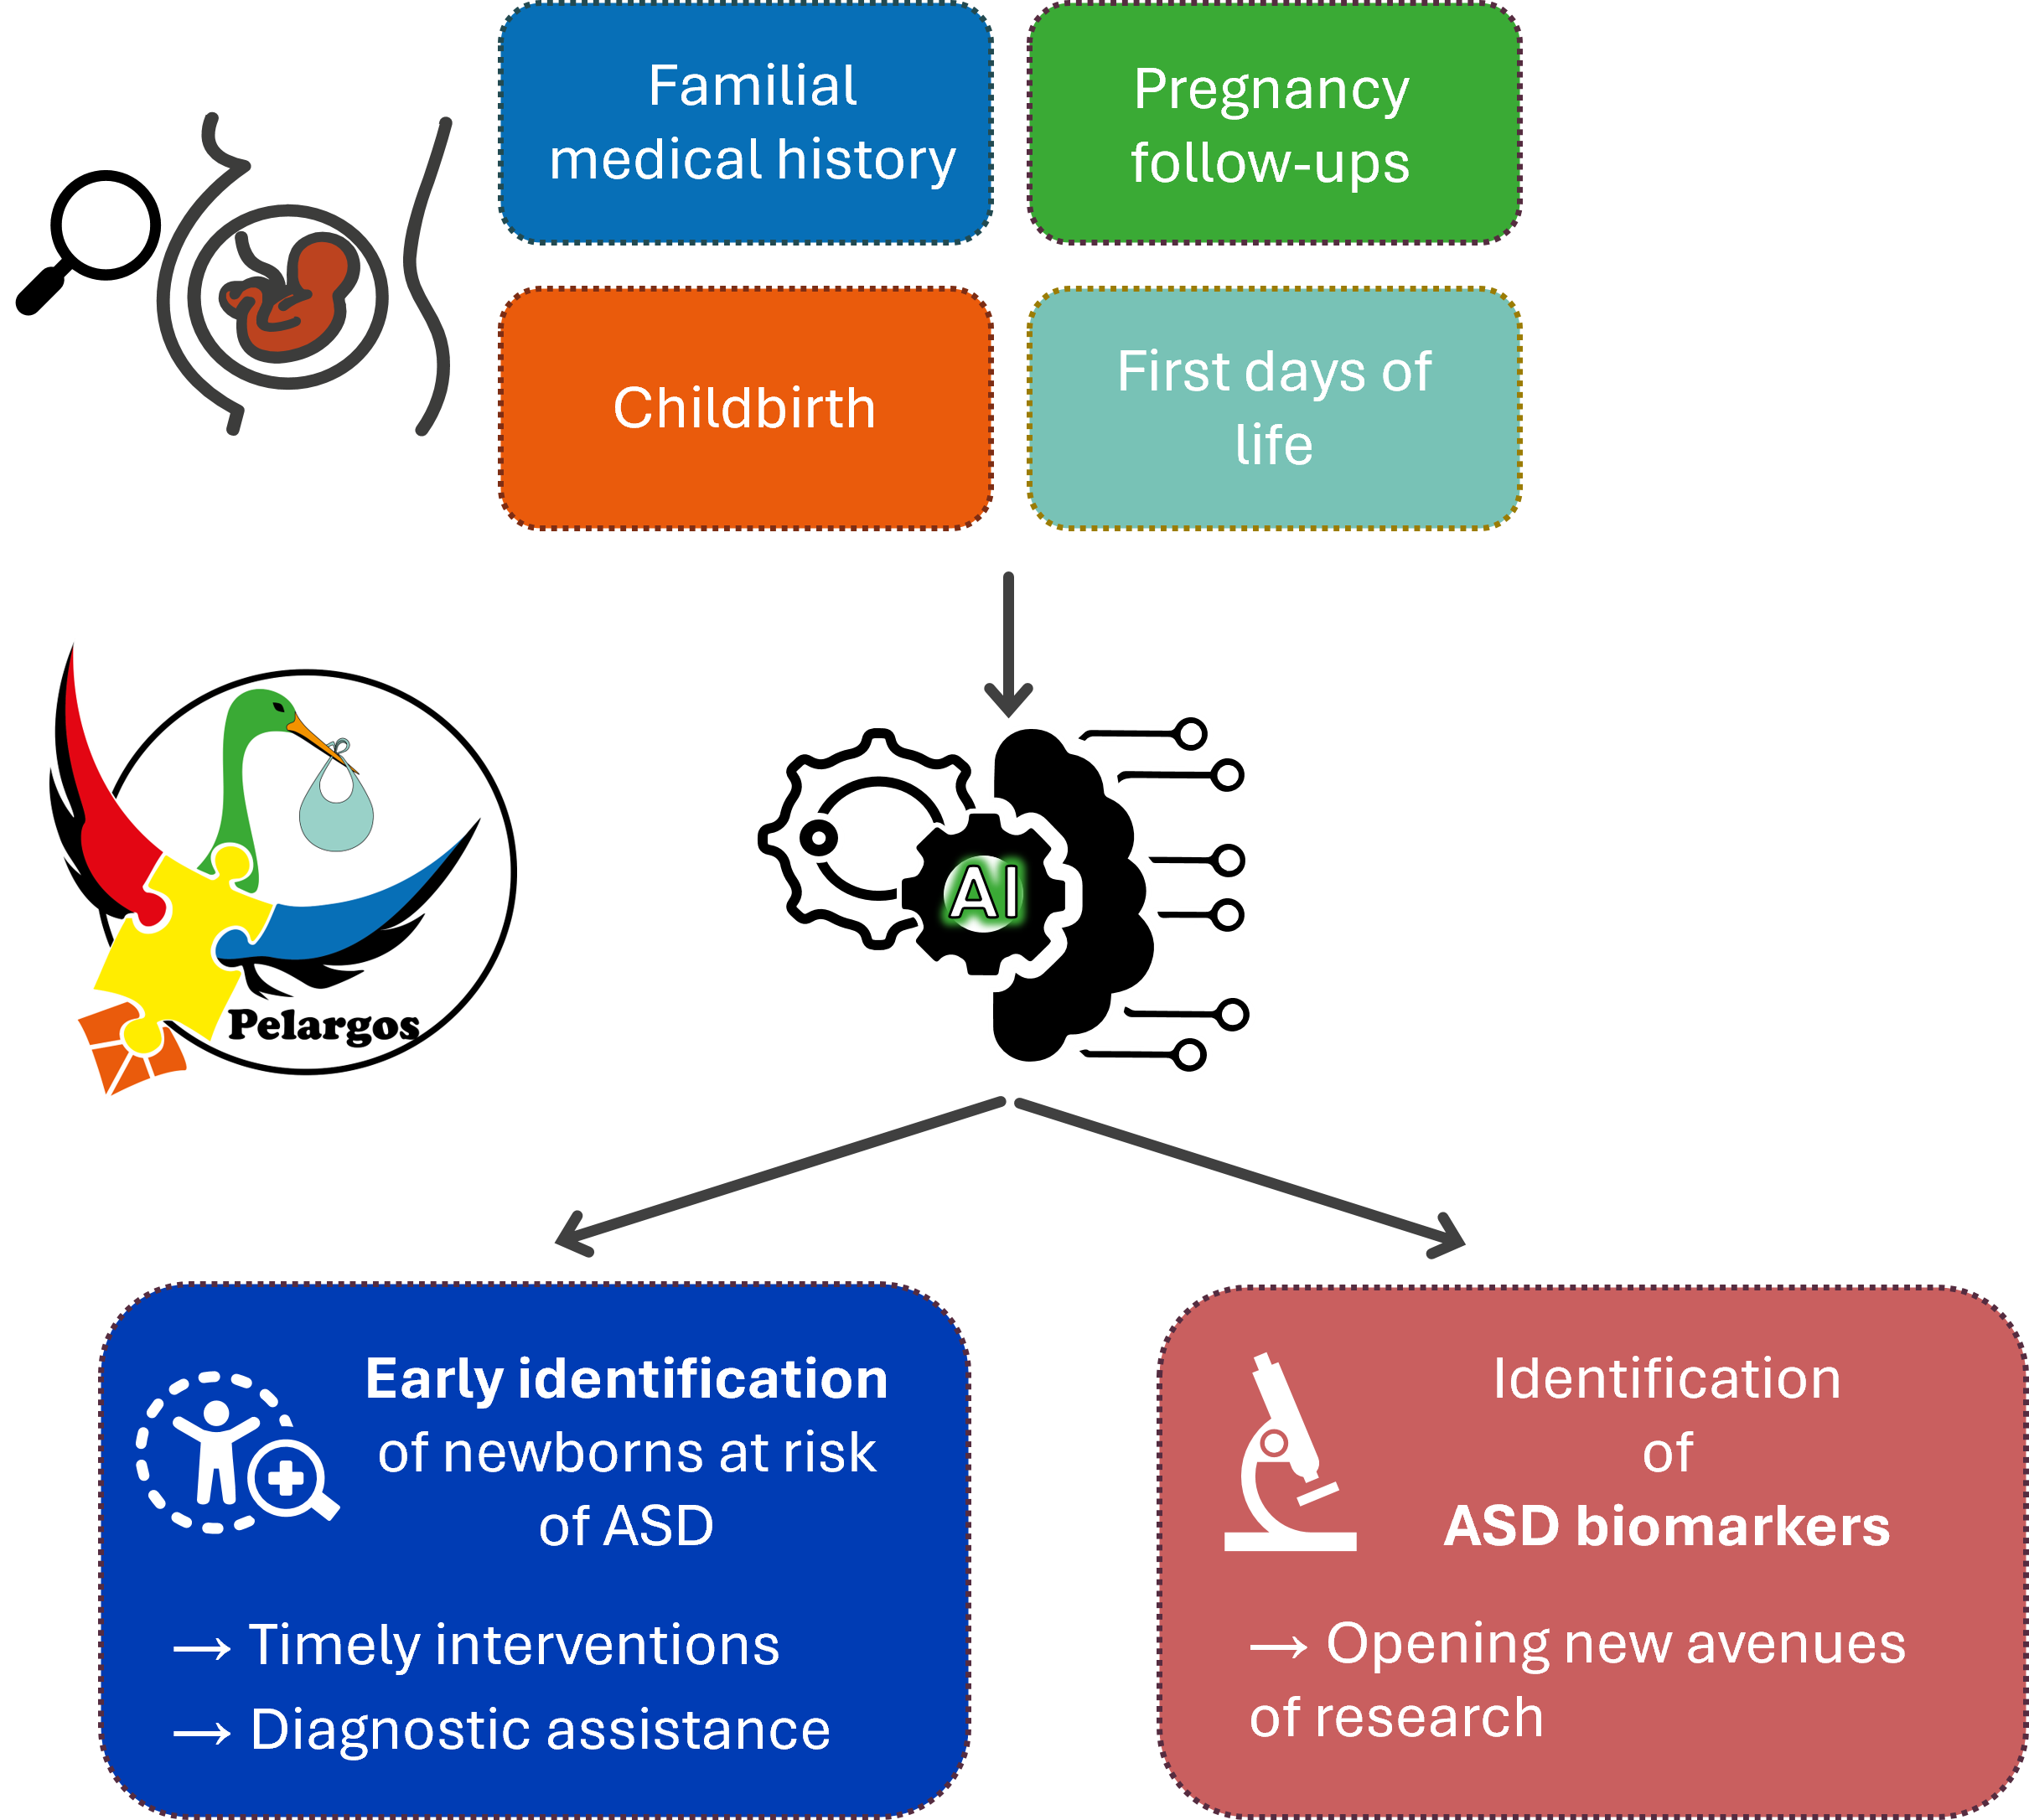 Familial
medical history
Pregnancy
follow-ups
Childbirth
First days of
life
Pelargos
AI
Early identification
of newborns at risk
of ASD
→ Timely interventions
→ Diagnostic assistance
Identification
of
ASD biomarkers
→ Opening new avenues
of research